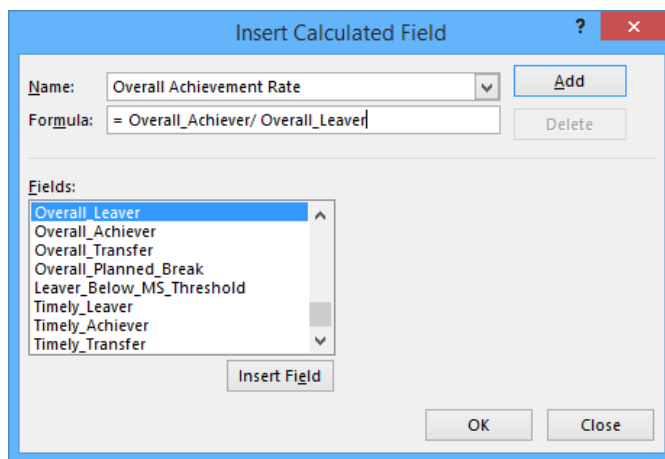 Insert Calculated Field
? ×
Name: Overall Achievement Rate Add
Formula: = Overall_Achiever/ Overall_Leaver Delete
Fields:
Overall_Leaver
Overall_Achiever
Overall_Transfer
Overall_Planned_Break
Leaver_Below_MS_Threshold
Timely_Leaver
Timely_Achiever
Timely_Transfer
Insert Field
OK Close